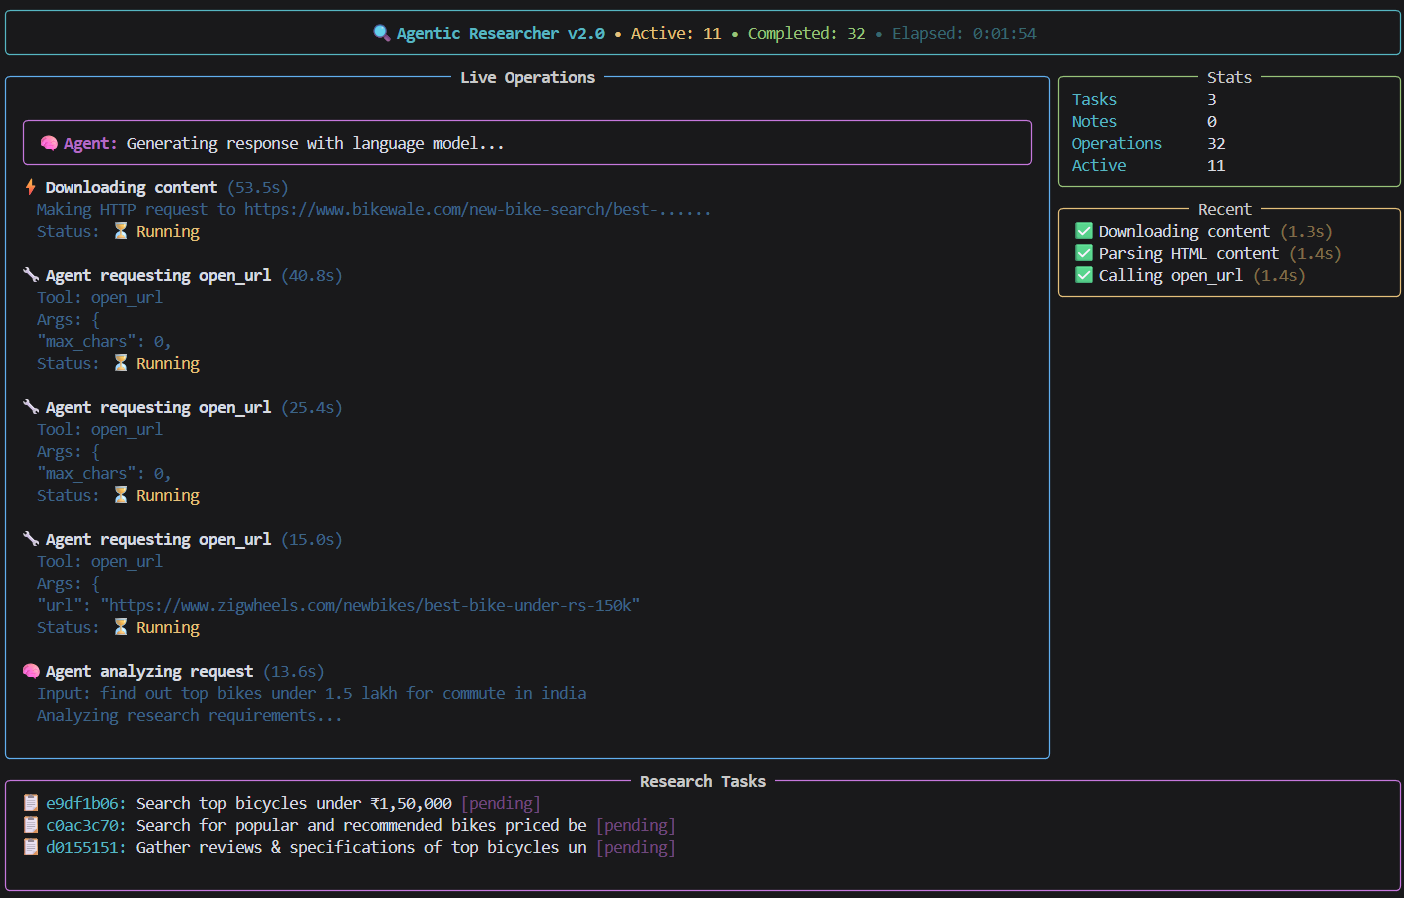 Agentic Researcher v2.0 • Active: 11 • Completed: 32 • Elapsed: 0:01:54
Live Operations
Agent: Generating response with language model...
Downloading content (53.5s)
Making HTTP request to https://www.bikewale.com/new-bike-search/best-......
Status: ⏳ Running
Agent requesting open_url (40.8s)
Tool: open_url
Args: {
"max_chars": 0,
Status: ⏳ Running
Agent requesting open_url (25.4s)
Tool: open_url
Args: {
"max_chars": 0,
Status: ⏳ Running
Agent requesting open_url (15.0s)
Tool: open_url
Args: {
"url": "https://www.zigwheels.com/newbikes/best-bike-under-rs-150k"
Status: ⏳ Running
Agent analyzing request (13.6s)
Input: find out top bikes under 1.5 lakh for commute in india
Analyzing research requirements...
Stats
Tasks 3
Notes 0
Operations 32
Active 11
Recent
✅ Downloading content (1.3s)
✅ Parsing HTML content (1.4s)
✅ Calling open_url (1.4s)
Research Tasks
e9df1b06: Search top bicycles under ₹1,50,000 [pending]
c0ac3c70: Search for popular and recommended bikes priced be [pending]
d0155151: Gather reviews & specifications of top bicycles un [pending]